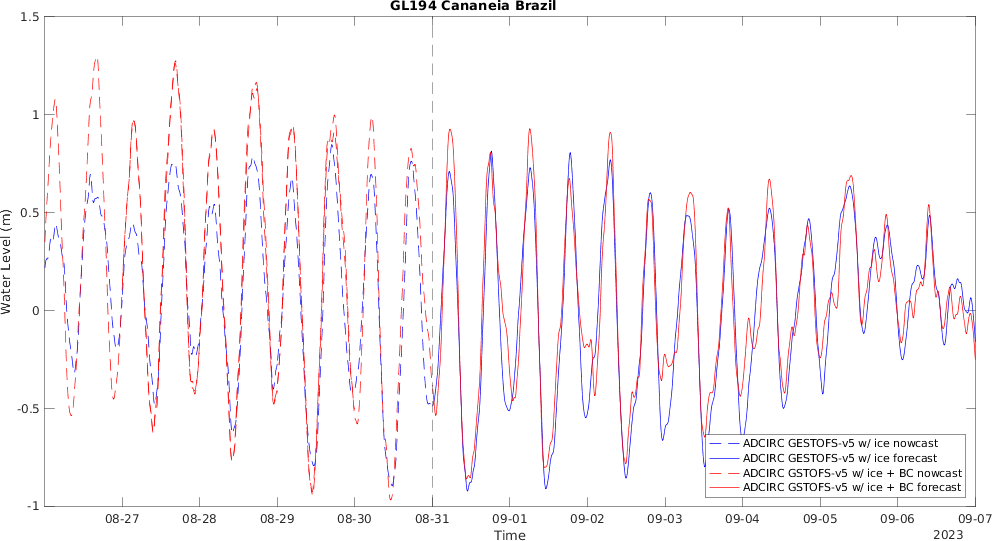 GL194 Cananeia Brazil
1.5
1
0.5
0
-0.5
-1
Water Level (m)
ADCIRC GESTOFS-v5 w/ ice nowcast
ADCIRC GESTOFS-v5 w/ ice forecast
ADCIRC GSTOFS-v5 w/ ice + BC nowcast
ADCIRC GSTOFS-v5 w/ ice + BC forecast
08-27 08-28 08-29 08-30 08-31 09-01 09-02 09-03 09-04 09-05 09-06 09-07
Time
2023